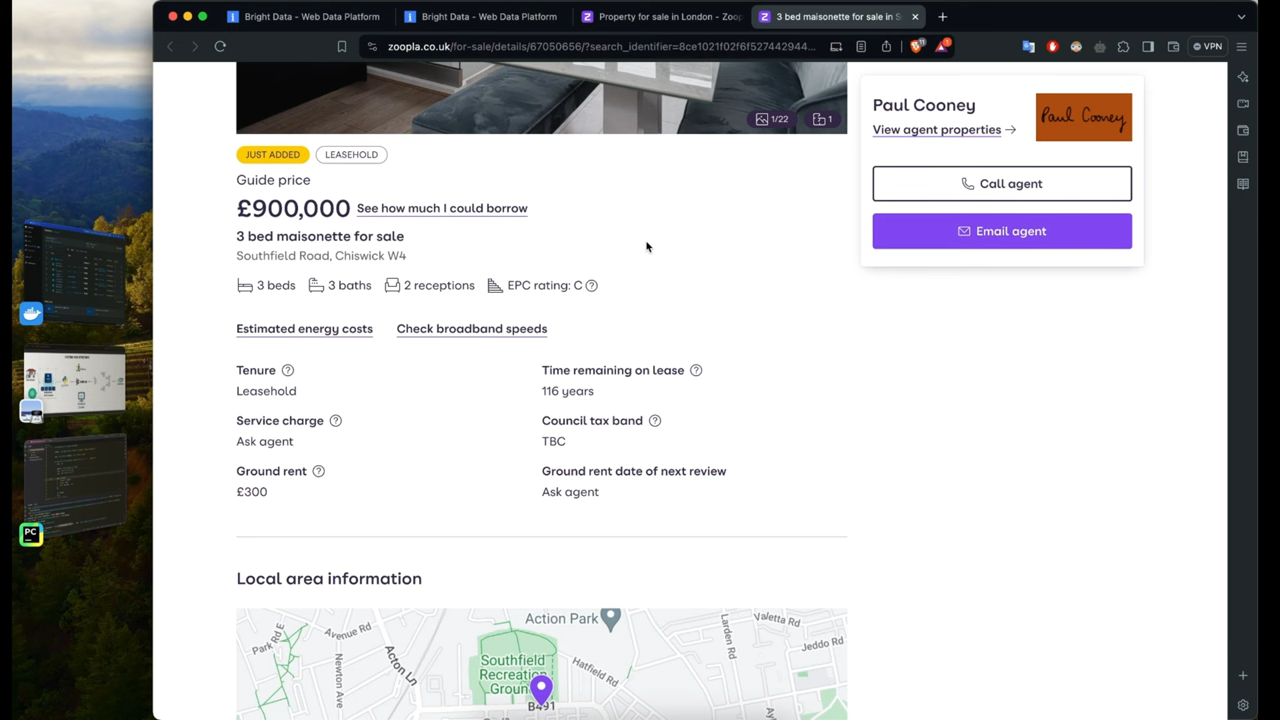 Bright Data - Web Data Platform
Bright Data - Web Data Platform
Property for sale in London - Zoop
3 bed maisonette for sale in S
zoopla.co.uk/for-sale/details/67050656/?search_identifier=8ce1021f02f6f527442944...
VPN
1/22
1
Paul Cooney
View agent properties
Paul Cooney
Call agent
Email agent
JUST ADDED
LEASEHOLD
Guide price
£900,000 See how much I could borrow
3 bed maisonette for sale
Southfield Road, Chiswick W4
3 beds 3 baths 2 receptions EPC rating: C
Estimated energy costs Check broadband speeds
Tenure
Leasehold
Time remaining on lease
116 years
Service charge
Ask agent
Council tax band
TBC
Ground rent
£300
Ground rent date of next review
Ask agent
Local area information
Action Park
Valetta Rd
Park Rd E
Avenue Rd
Larden Rd
Jeddo Rd
Newton Ave
Acton Ln
Southfield
Recreation
Ground
Hatfield Rd
B491
PC